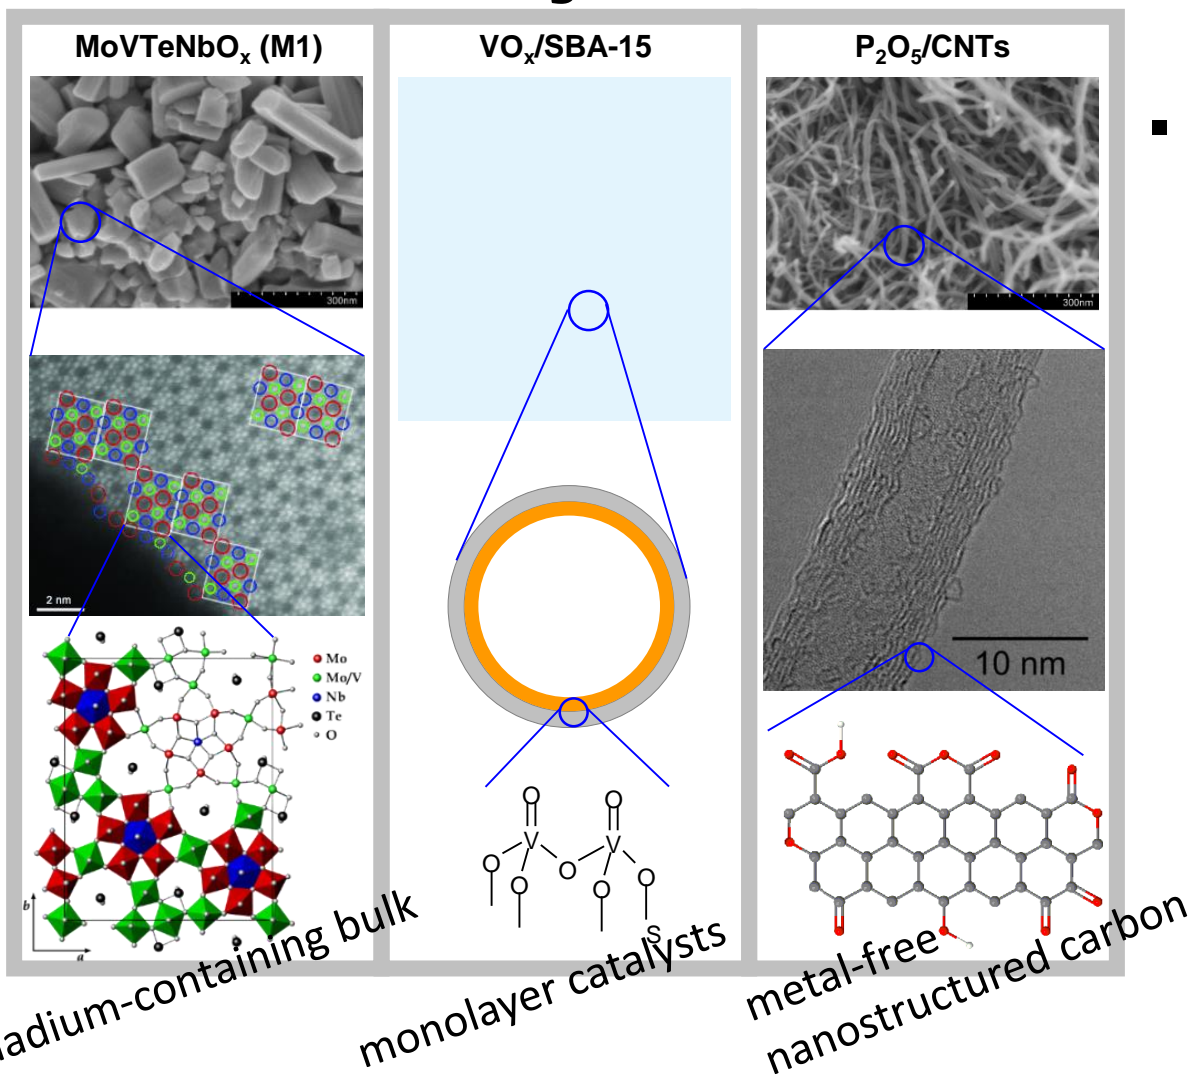 MoVTeNbOx (M1)
VOx/SBA-15
P2O5/CNTs
300nm
300nm
2 nm
10 nm
Mo
Mo/V
Nb
Te
O
b
a
O
O
V
V
O
O
O
O
O
S
adium-containing bulk
monolayer catalysts
metal-free
nanostructured carbon